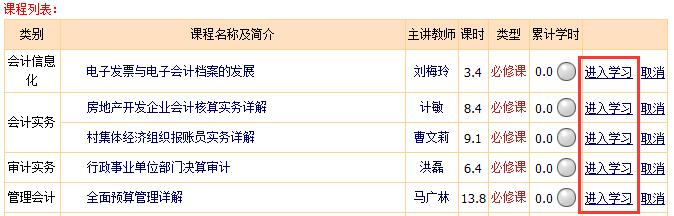 课程列表：
类别 课程名称及简介 主讲教师 课时 类型 累计学时
会计信息化 电子发票与电子会计档案的发展 刘梅玲 3.4 必修课 0.0 进入学习 取消
会计实务 房地产开发企业会计核算实务详解 计敏 8.4 必修课 0.0 进入学习 取消
村集体经济组织报账员实务详解 曹文莉 9.1 必修课 0.0 进入学习 取消
审计实务 行政事业单位部门决算审计 洪磊 6.4 必修课 0.0 进入学习 取消
管理会计 全面预算管理详解 马广林 13.8 必修课 0.0 进入学习 取消